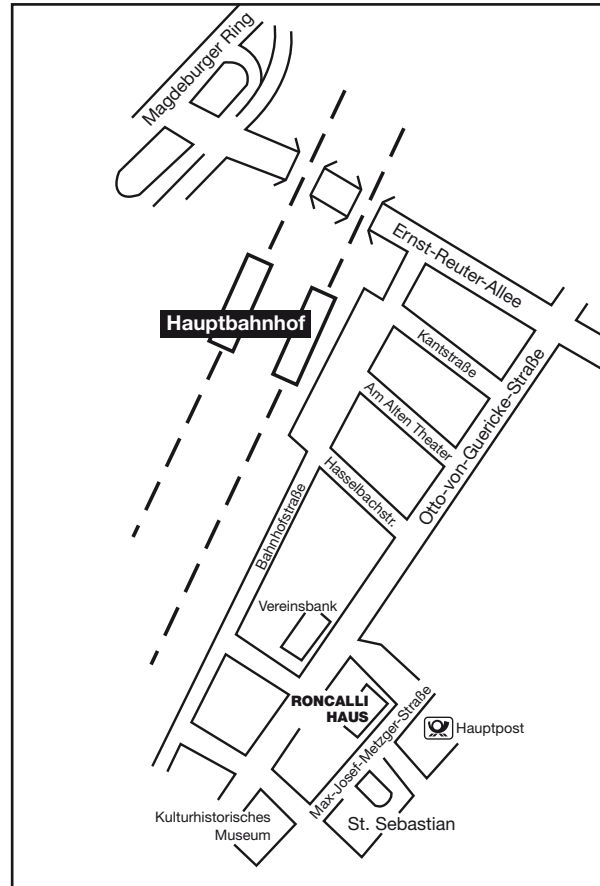 Magdeburger Ring
Ernst-Reuter-Allee
Hauptbahnhof
Kantstraße
Am Alten Theater
Otto-von-Guericke-Straße
Hasselbachstr.
Bahnhofstraße
Vereinsbank
RONCALLI
HAUS
Max-Josef-Metzger-Straße
Hauptpost
Kulturhistorisches
Museum
St. Sebastian